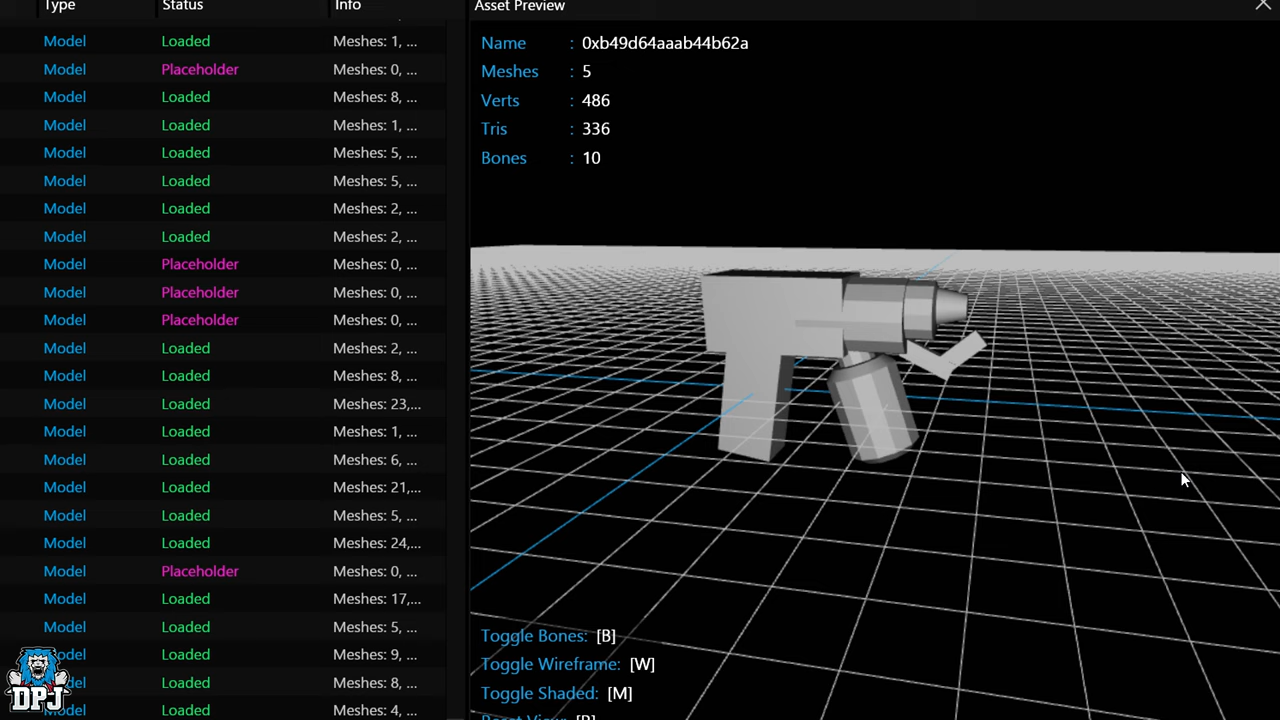 Type Status Info
Model Loaded Meshes: 1, ...
Model Placeholder Meshes: 0, ...
Model Loaded Meshes: 8, ...
Model Loaded Meshes: 1, ...
Model Loaded Meshes: 5, ...
Model Loaded Meshes: 5, ...
Model Loaded Meshes: 2, ...
Model Loaded Meshes: 2, ...
Model Placeholder Meshes: 0, ...
Model Placeholder Meshes: 0, ...
Model Placeholder Meshes: 0, ...
Model Loaded Meshes: 2, ...
Model Loaded Meshes: 8, ...
Model Loaded Meshes: 23,...
Model Loaded Meshes: 1, ...
Model Loaded Meshes: 6, ...
Model Loaded Meshes: 21,...
Model Loaded Meshes: 5, ...
Model Loaded Meshes: 24,...
Model Placeholder Meshes: 0, ...
Model Loaded Meshes: 17,...
Model Loaded Meshes: 5, ...
Loaded Meshes: 9, ...
Loaded Meshes: 8, ...
Loaded Meshes: 4, ...
DPJ
Asset Preview
Name : 0xb49d64aaab44b62a
Meshes : 5
Verts : 486
Tris : 336
Bones : 10
Toggle Bones: [B]
Toggle Wireframe: [W]
Toggle Shaded: [M]